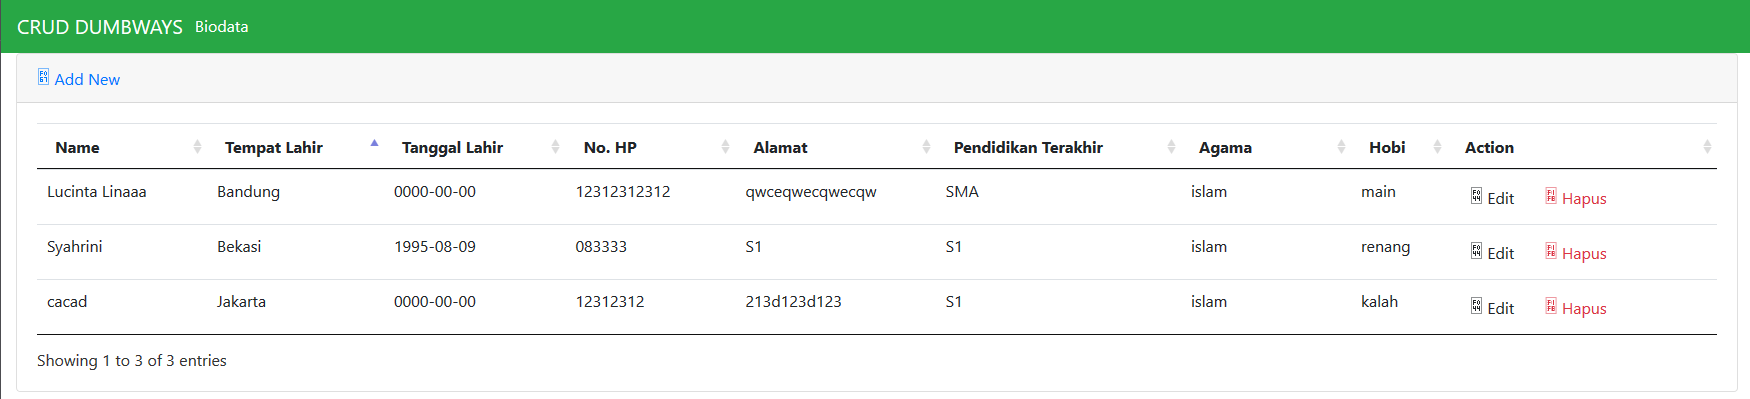 CRUD DUMBWAYS Biodata
Add New
Name Tempat Lahir Tanggal Lahir No. HP Alamat Pendidikan Terakhir Agama Hobi Action
Lucinta Linaaa Bandung 0000-00-00 12312312312 qwceqwecqwecqw SMA islam main Edit Hapus
Syahrini Bekasi 1995-08-09 083333 S1 S1 islam renang Edit Hapus
cacad Jakarta 0000-00-00 12312312 213d123d123 S1 islam kalah Edit Hapus
Showing 1 to 3 of 3 entries